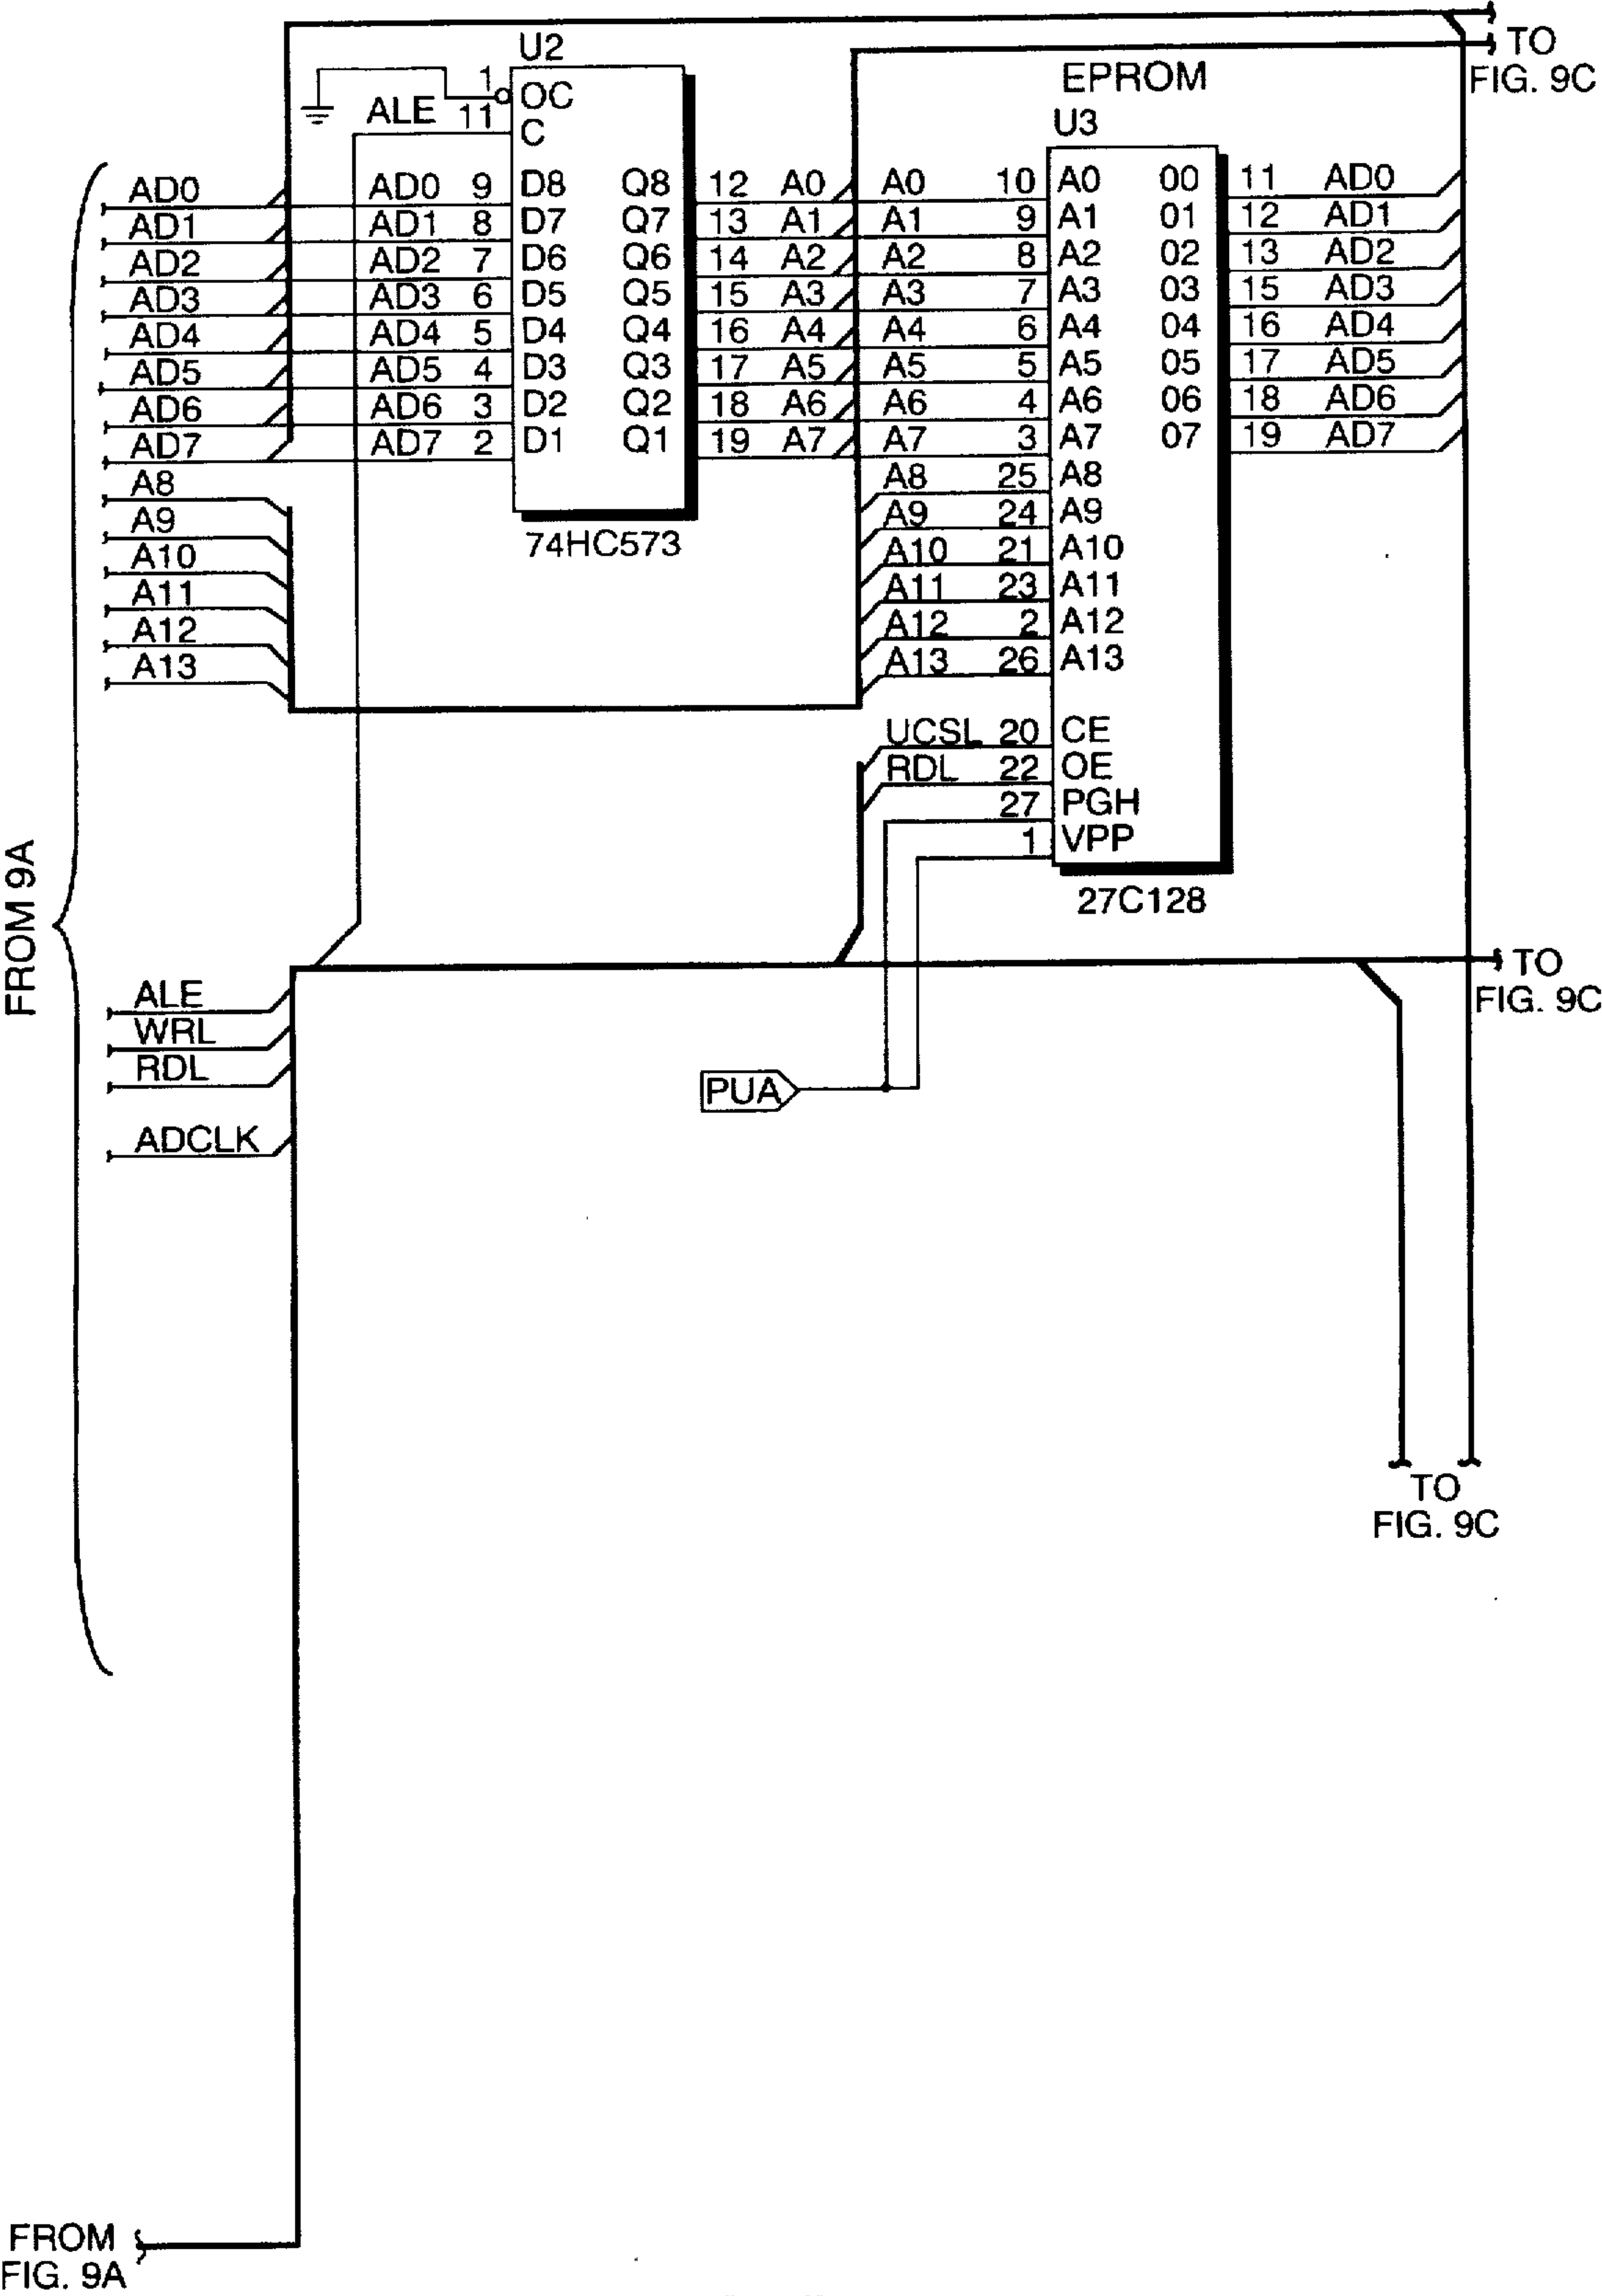 U2
1
OC
ALE 11
C
AD0 AD0 9 D8 Q8 12 A0
AD1 AD1 8 D7 Q7 13 A1
AD2 AD2 7 D6 Q6 14 A2
AD3 AD3 6 D5 Q5 15 A3
AD4 AD4 5 D4 Q4 16 A4
AD5 AD5 4 D3 Q3 17 A5
AD6 AD6 3 D2 Q2 18 A6
AD7 AD7 2 D1 Q1 19 A7
A8
A9
A10
A11
A12
A13
74HC573
EPROM
U3
A0 10 A0 00 11 AD0
A1 9 A1 01 12 AD1
A2 8 A2 02 13 AD2
A3 7 A3 03 15 AD3
A4 6 A4 04 16 AD4
A5 5 A5 05 17 AD5
A6 4 A6 06 18 AD6
A7 3 A7 07 19 AD7
A8 25 A8
A9 24 A9
A10 21 A10
A11 23 A11
A12 2 A12
A13 26 A13
UCSL 20 CE
RDL 22 OE
27 PGH
1 VPP
27C128
TO
FIG. 9C
FROM 9A
ALE
WRL
RDL
ADCLK
PUA
TO
FIG. 9C
TO
FIG. 9C
FROM
FIG. 9A